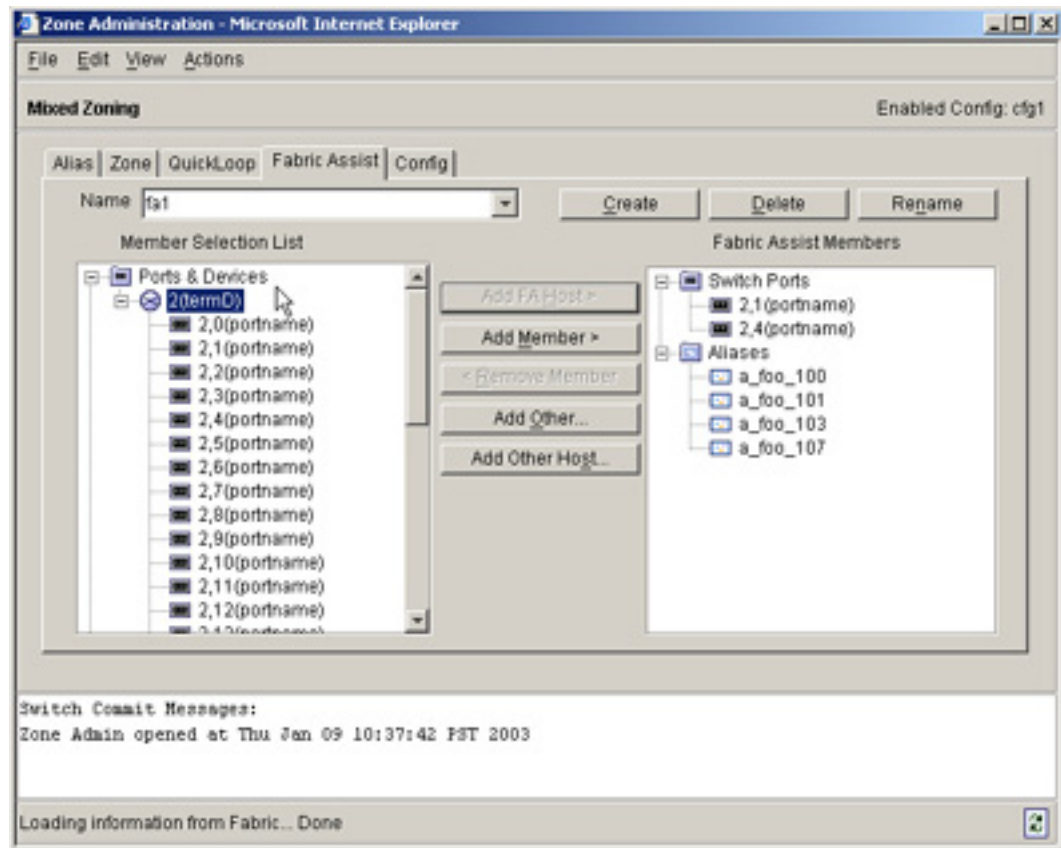 Zone Administration - Microsoft Internet Explorer
File Edit View Actions
Mixed Zoning
Enabled Config: cfg1
Alias Zone QuickLoop Fabric Assist Config
Name fa1 Create Delete Rename
Member Selection List
Fabric Assist Members
Ports & Devices
2(termD)
2,0(portname)
2,1(portname)
2,2(portname)
2,3(portname)
2,4(portname)
2,5(portname)
2,6(portname)
2,7(portname)
2,8(portname)
2,9(portname)
2,10(portname)
2,11(portname)
2,12(portname)
2,13(portname)
Add FA Host >
Add Member >
< Remove Member
Add Other...
Add Other Host...
Switch Ports
2,1(portname)
2,4(portname)
Aliases
a_foo_100
a_foo_101
a_foo_103
a_foo_107
Switch Commit Messages:
Zone Admin opened at Thu Jan 09 10:37:42 PST 2003
Loading information from Fabric... Done